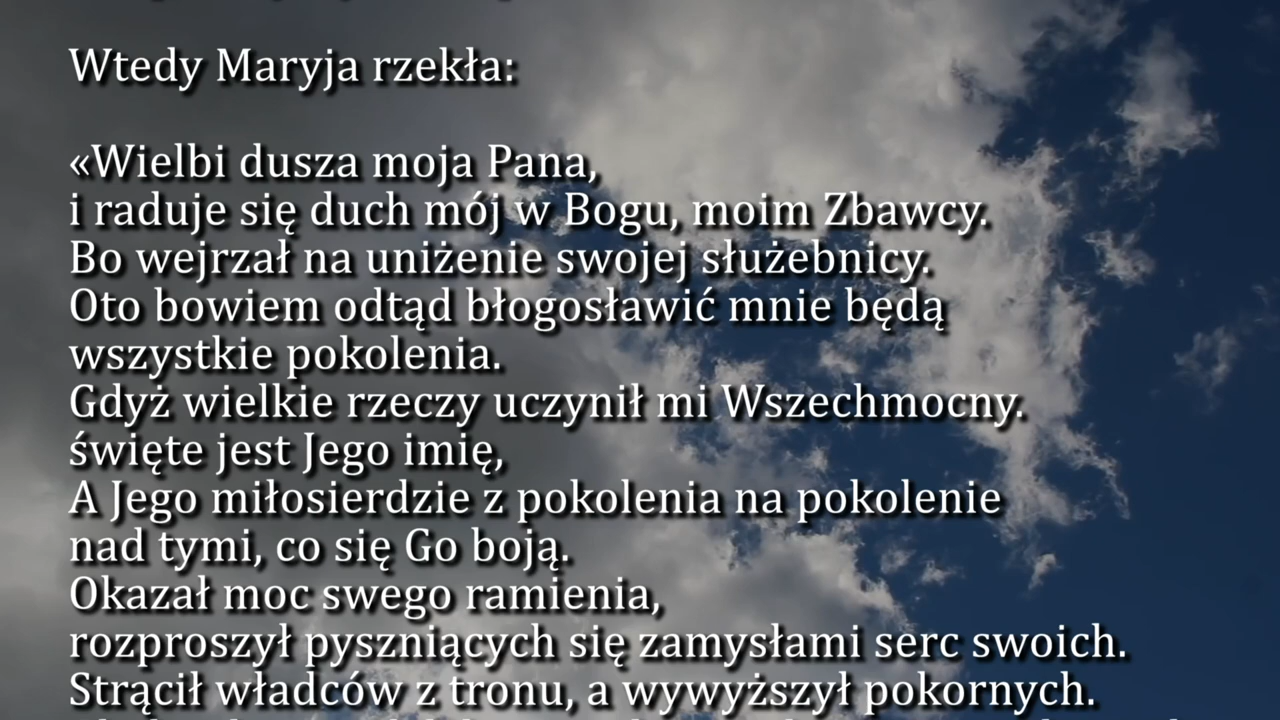 Wtedy Maryja rzekła:
«Wielbi dusza moja Pana,
i raduje się duch mój w Bogu, moim Zbawcy.
Bo wejrzał na uniżenie swojej służebnicy.
Oto bowiem odtąd błogosławić mnie będą
wszystkie pokolenia.
Gdyż wielkie rzeczy uczynił mi Wszechmocny.
święte jest Jego imię,
A Jego miłosierdzie z pokolenia na pokolenie
nad tymi, co się Go boją.
Okazał moc swego ramienia,
rozproszył pyszniących się zamysłami serc swoich.
Strącił władców z tronu, a wywyższył pokornych.